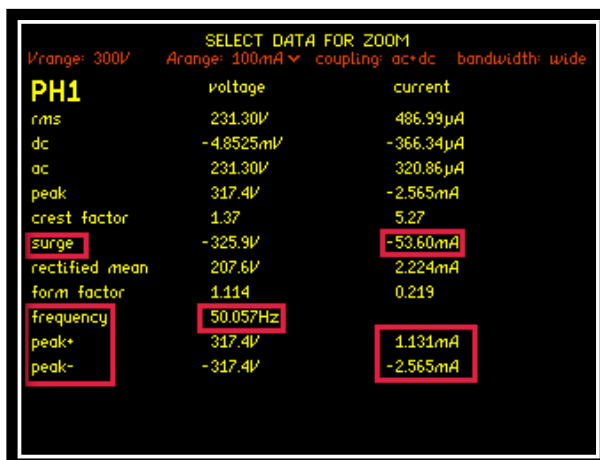 SELECT DATA FOR ZOOM
Vrange: 300V Arange: 100mA coupling: ac+dc bandwidth: wide
PH1 voltage current
rms 231.30V 486.99µA
dc -4.8525mV -366.34µA
ac 231.30V 320.86µA
peak 317.4V -2.565mA
crest factor 1.37 5.27
surge -325.9V -53.60mA
rectified mean 207.6V 2.224mA
form factor 1.114 0.219
frequency 50.057Hz
peak+ 317.4V 1.131mA
peak- -317.4V -2.565mA